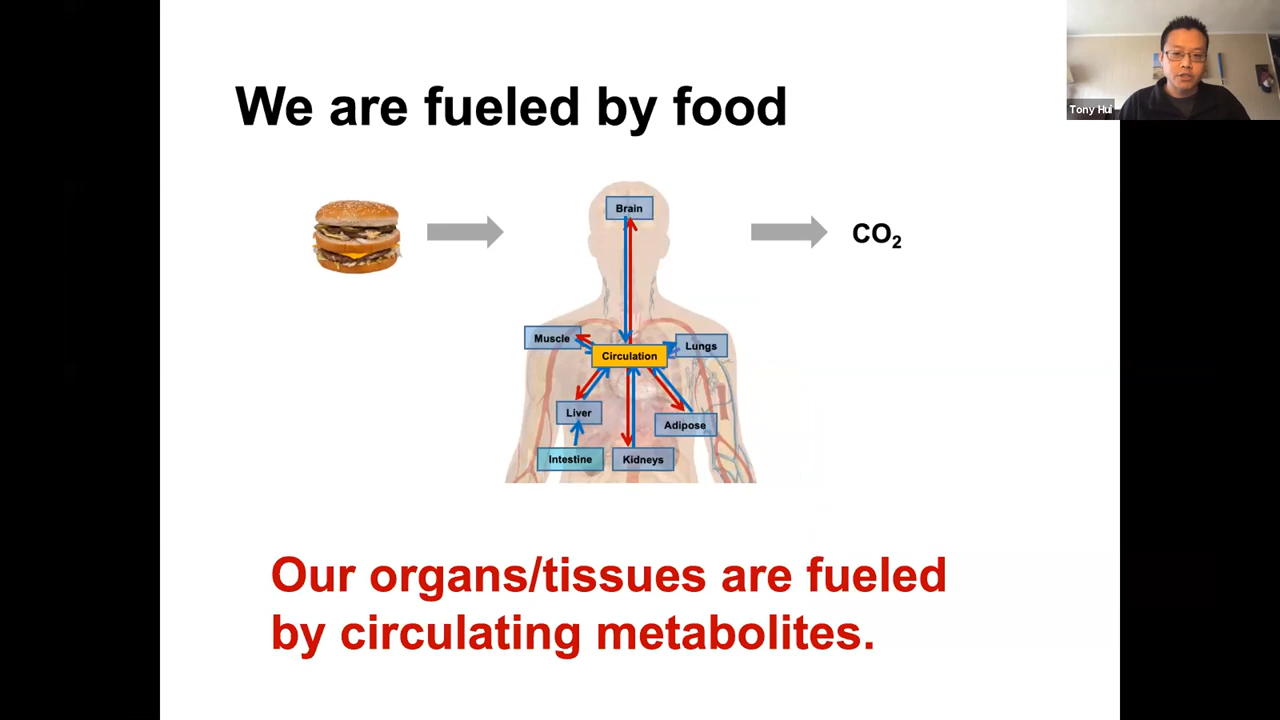 Tony Hui
We are fueled by food
Brain
CO₂
Muscle
Circulation
Lungs
Liver
Adipose
Intestine
Kidneys
Our organs/tissues are fueled
by circulating metabolites.